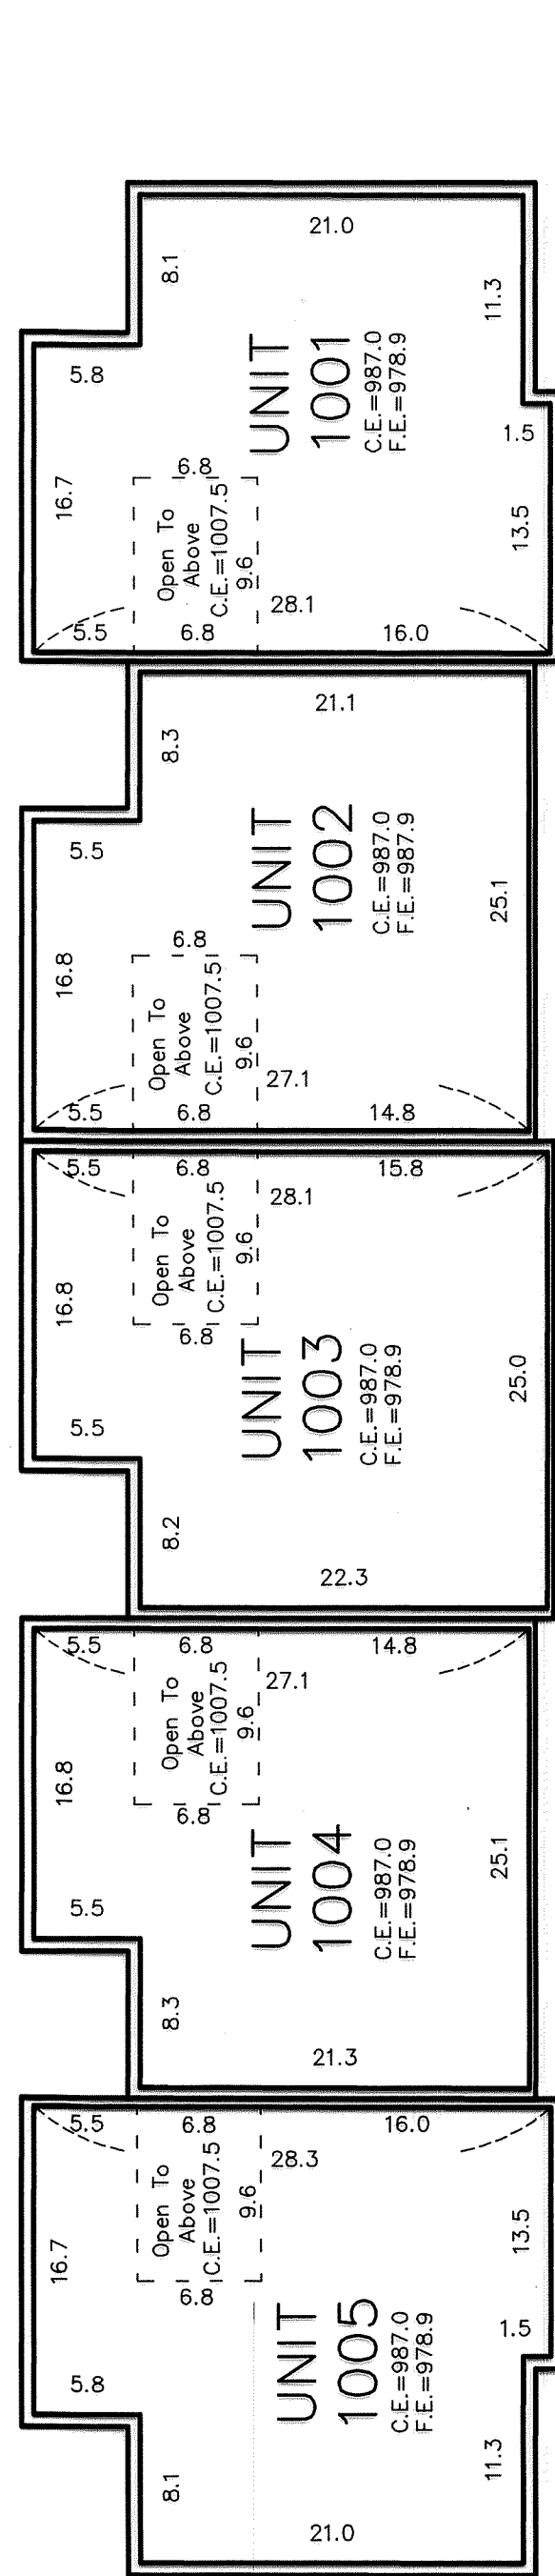 21.0
8.1
11.3
5.8
UNIT
1001
C.E.=987.0
F.E.=978.9
1.5
16.7
6.8
Open To
Above
C.E.=1007.5
9.6
13.5
28.1
5.5
6.8
16.0
21.1
8.3
5.5
UNIT
1002
C.E.=987.0
F.E.=987.9
25.1
16.8
6.8
Open To
Above
C.E.=1007.5
9.6
27.1
5.5
6.8
14.8
5.5
6.8
15.8
28.1
16.8
Open To
Above
C.E.=1007.5
9.6
6.8
UNIT
1003
C.E.=987.0
F.E.=978.9
25.0
5.5
8.2
22.3
5.5
6.8
14.8
27.1
16.8
Open To
Above
C.E.=1007.5
9.6
6.8
UNIT
1004
C.E.=987.0
F.E.=978.9
25.1
5.5
8.3
21.3
5.5
6.8
16.0
28.3
16.7
Open To
Above
C.E.=1007.5
9.6
6.8
13.5
1.5
UNIT
1005
C.E.=987.0
F.E.=978.9
5.8
8.1
11.3
21.0